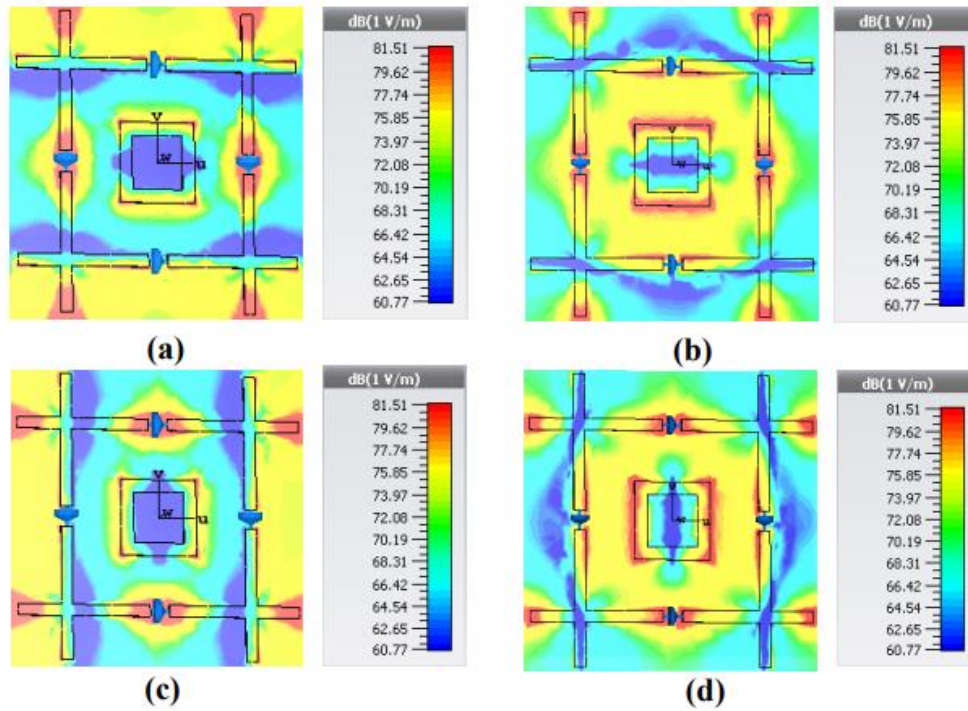 dB(1 V/m)
81.51
79.62
77.74
75.85
73.97
72.08
70.19
68.31
66.42
64.54
62.65
60.77
v
w
u
(a)
dB(1 V/m)
81.51
79.62
77.74
75.85
73.97
72.08
70.19
68.31
66.42
64.54
62.65
60.77
v
w
u
(b)
dB(1 V/m)
81.51
79.62
77.74
75.85
73.97
72.08
70.19
68.31
66.42
64.54
62.65
60.77
v
w
u
(c)
dB(1 V/m)
81.51
79.62
77.74
75.85
73.97
72.08
70.19
68.31
66.42
64.54
62.65
60.77
v
w
u
(d)